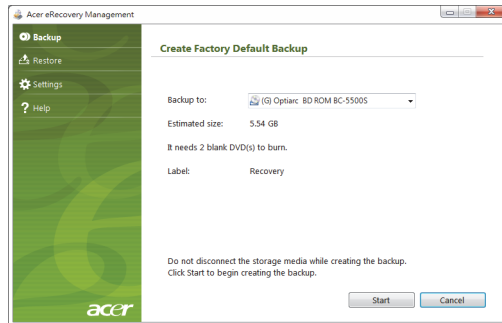 Acer eRecovery Management
Backup
Restore
Settings
Help
Create Factory Default Backup
Backup to: (G) Optiarc BD ROM BC-5500S
Estimated size: 5.54 GB
It needs 2 blank DVD(s) to burn.
Label: Recovery
Do not disconnect the storage media while creating the backup.
Click Start to begin creating the backup.
Start Cancel
acer